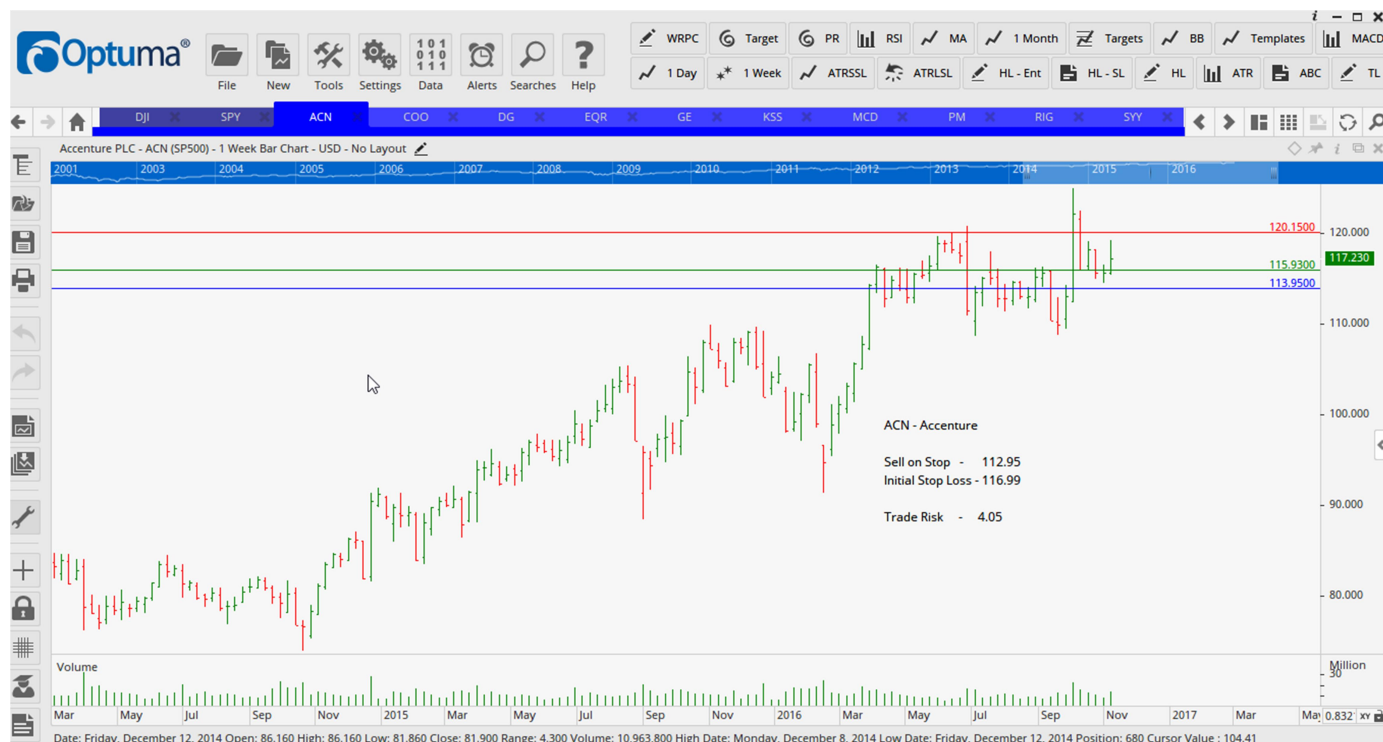 Optuma®
File New Tools Settings Data Alerts Searches Help
WRPC Target PR RSI MA 1 Month Targets BB Templates MACD
1 Day 1 Week ATRSSL ATRLSL HL - Ent HL - SL HL ATR ABC TL
DJI SPY ACN COO DG EQR GE KSS MCD PM RIG SYY
Accenture PLC - ACN (SP500) - 1 Week Bar Chart - USD - No Layout
2001 2003 2004 2005 2006 2007 2008 2009 2010 2011 2012 2013 2014 2015 2016
120.1500
120.000
117.230
115.9300
113.9500
110.000
100.000
ACN - Accenture
Sell on Stop - 112.95
Initial Stop Loss - 116.99
90.000
Trade Risk - 4.05
80.000
Volume
Million
30
Mar May Jul Sep Nov 2015 Mar May Jul Sep Nov 2016 Mar May Jul Sep Nov 2017 Mar May 0.832 XY
Date: Friday, December 12, 2014 Open: 86.160 High: 86.160 Low: 81.860 Close: 81.900 Range: 4.300 Volume: 10,963,800 High Date: Monday, December 8, 2014 Low Date: Friday, December 12, 2014 Position: 680 Cursor Value : 104.41